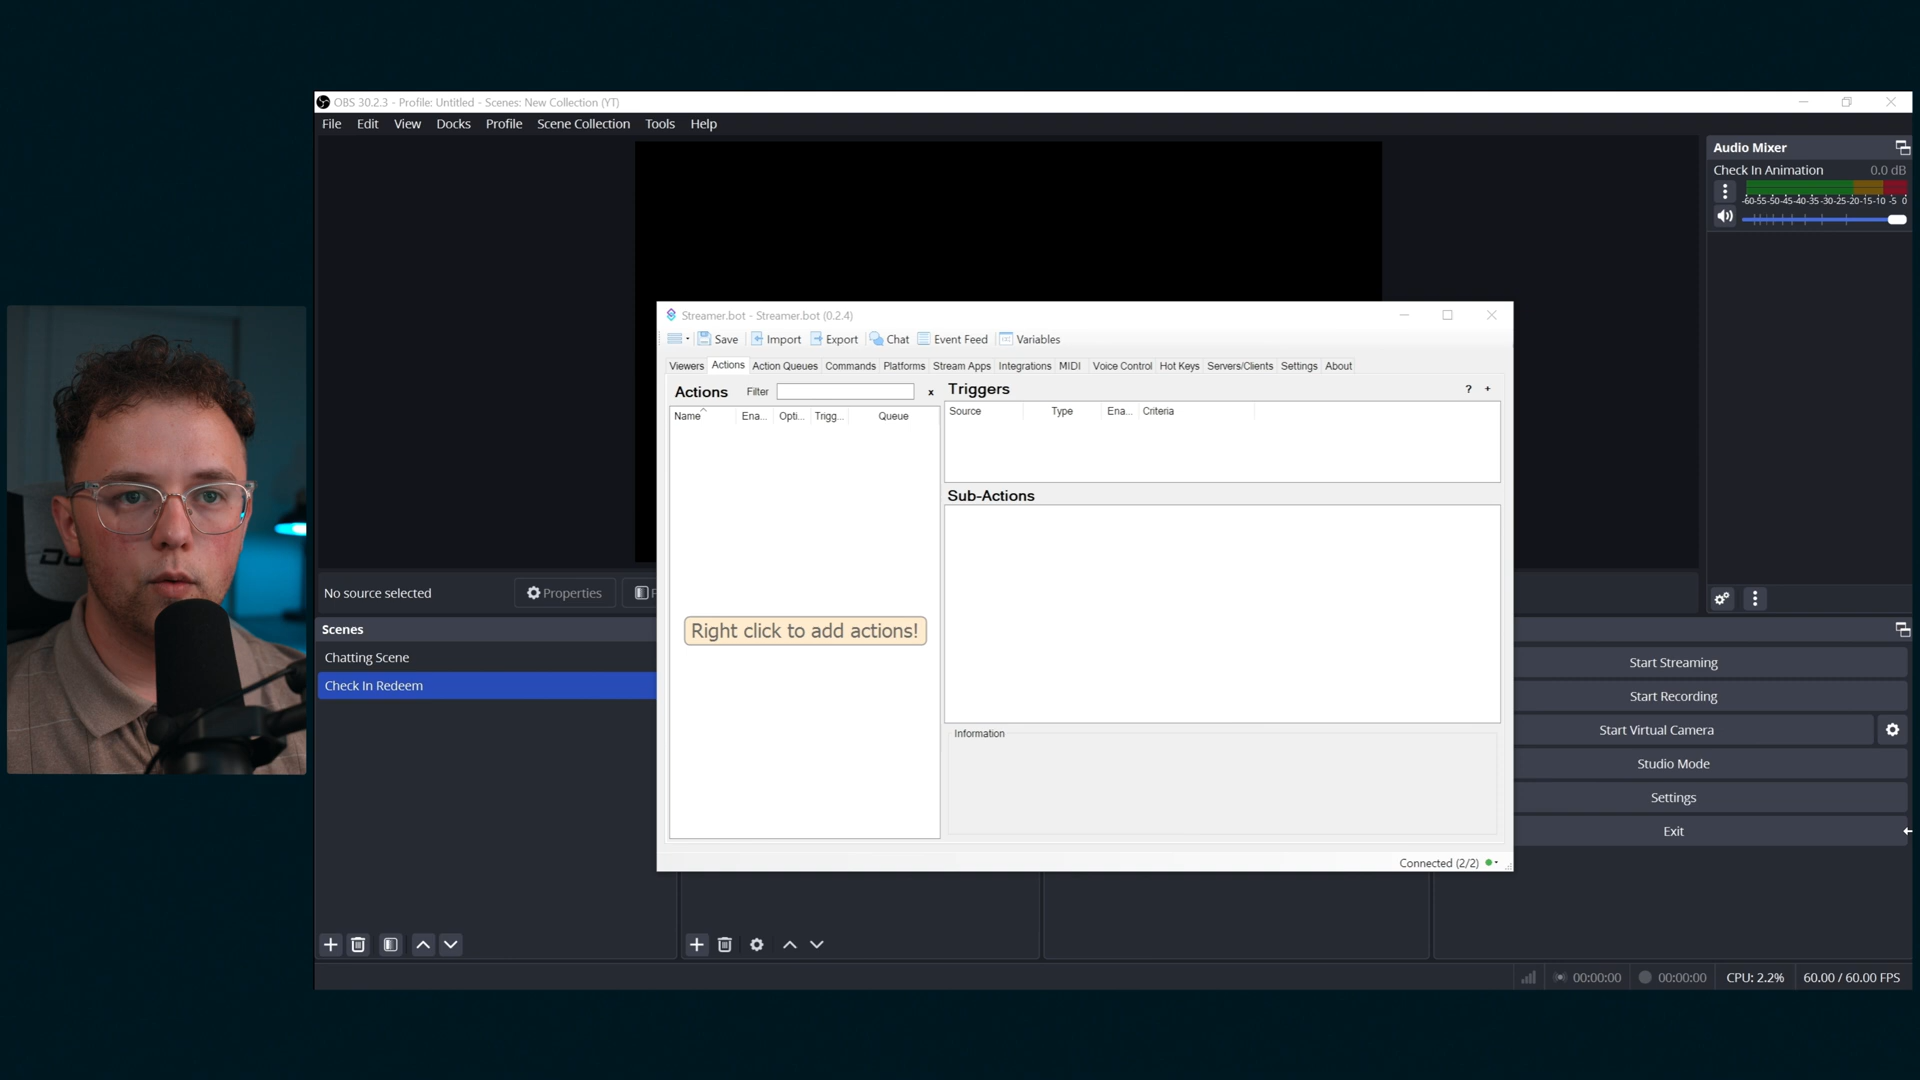 OBS 30.2.3 - Profile: Untitled - Scenes: New Collection (YT)
File Edit View Docks Profile Scene Collection Tools Help
Audio Mixer
Check In Animation 0.0 dB
-60-55-50-45-40-35-30-25-20-15-10 -5 0
Streamer.bot - Streamer.bot (0.2.4)
Save Import Export Chat Event Feed Variables
Viewers Actions Action Queues Commands Platforms Stream Apps Integrations MIDI Voice Control Hot Keys Servers/Clients Settings About
Actions Filter x
Triggers ? +
Name Ena... Opti... Trigg... Queue
Source Type Ena... Criteria
Sub-Actions
No source selected
Properties
Right click to add actions!
Scenes
Chatting Scene
Check In Redeem
Start Streaming
Start Recording
Start Virtual Camera
Studio Mode
Settings
Exit
Information
Connected (2/2)
00:00:00 00:00:00 CPU: 2.2% 60.00 / 60.00 FPS